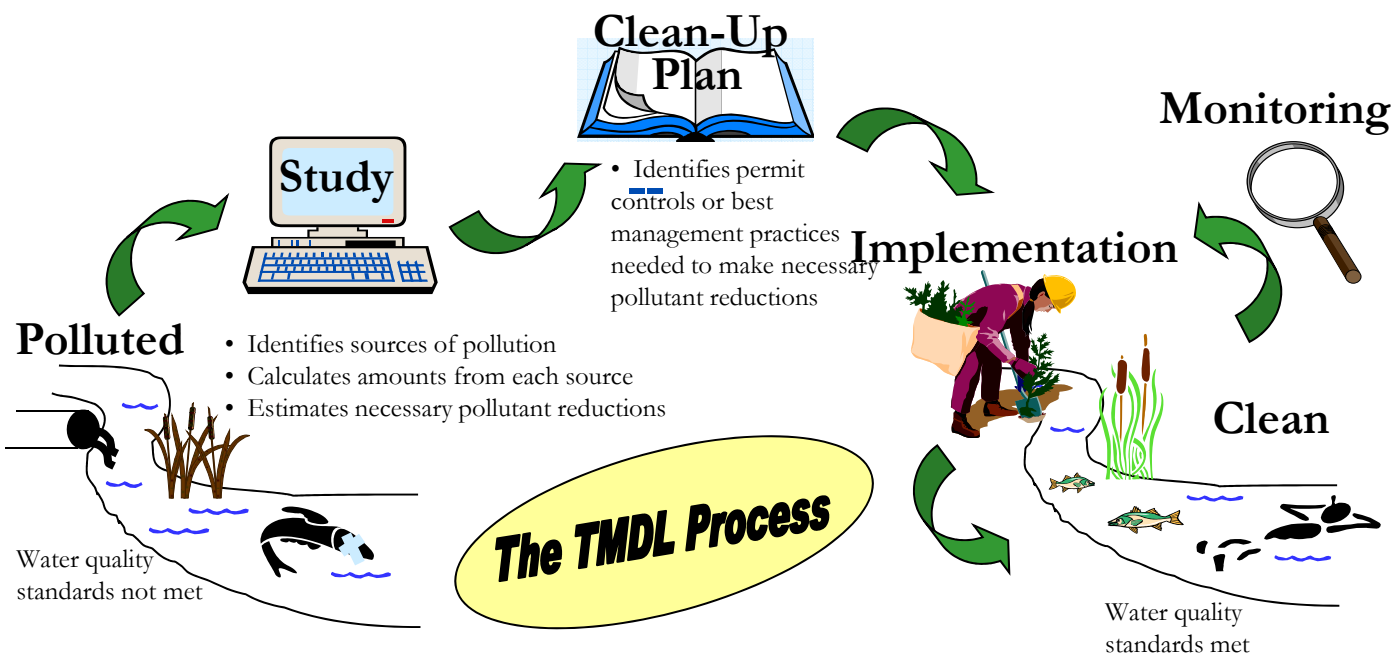 Polluted
Water quality
standards not met
Study
• Identifies sources of pollution
• Calculates amounts from each source
• Estimates necessary pollutant reductions
Clean-Up
Plan
• Identifies permit
controls or best
management practices
needed to make necessary
pollutant reductions
Implementation
Clean
Water quality
standards met
Monitoring
The TMDL Process